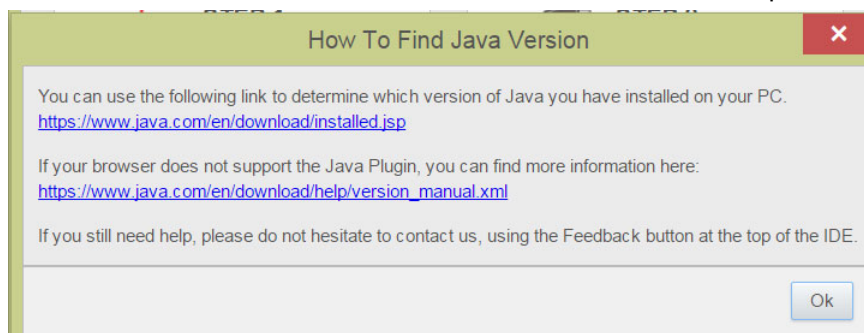 How To Find Java Version
You can use the following link to determine which version of Java you have installed on your PC.
https://www.java.com/en/download/installed.jsp
If your browser does not support the Java Plugin, you can find more information here:
https://www.java.com/en/download/help/version_manual.xml
If you still need help, please do not hesitate to contact us, using the Feedback button at the top of the IDE.
Ok